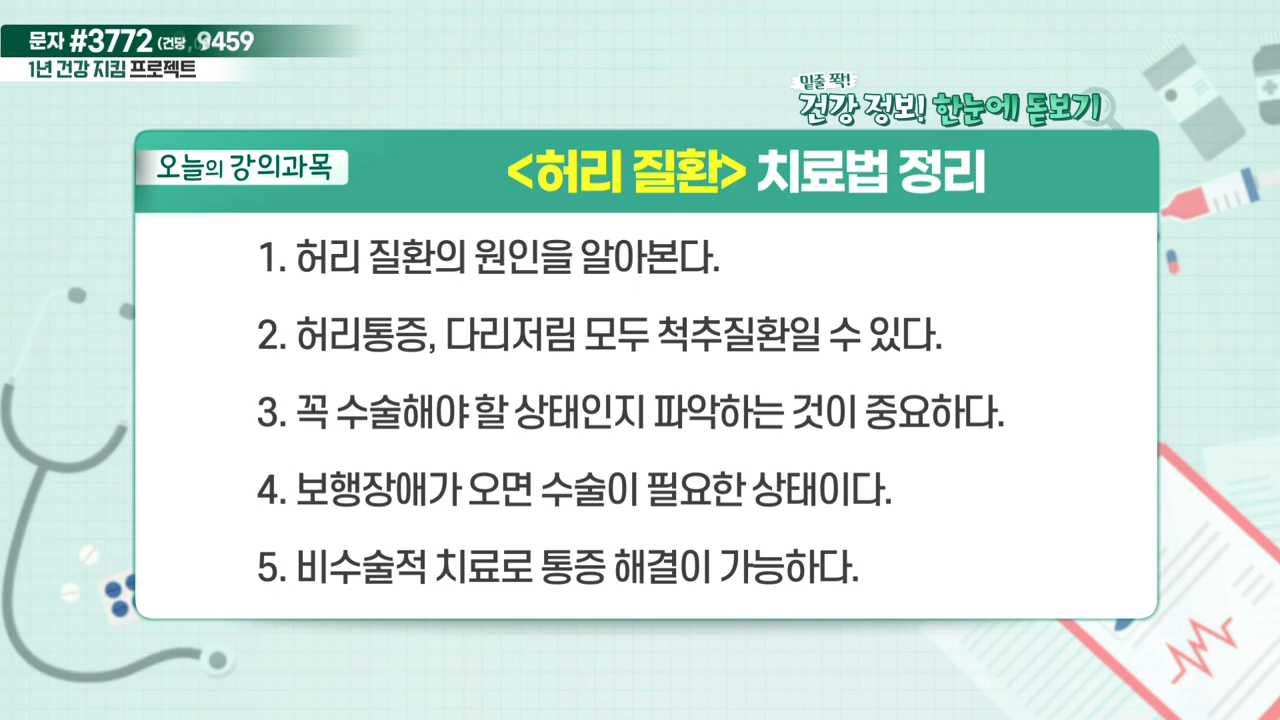 문자 #3772 (건당
1년 건강 지킴 프로젝트
밑줄 쫙!
건강 정보! 한눈에 돋보기
오늘의 강의과목
<허리 질환> 치료법 정리
1. 허리 질환의 원인을 알아본다.
2. 허리통증, 다리저림 모두 척추질환일 수 있다.
3. 꼭 수술해야 할 상태인지 파악하는 것이 중요하다.
4. 보행장애가 오면 수술이 필요한 상태이다.
5. 비수술적 치료로 통증 해결이 가능하다.